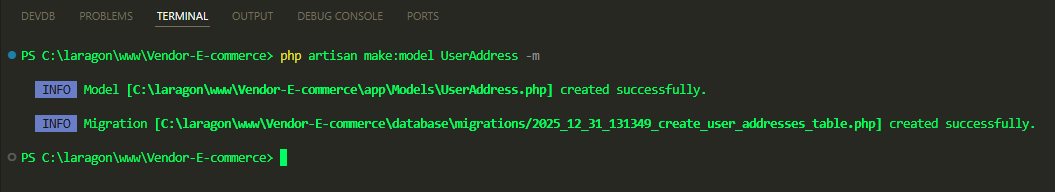 DEVDB PROBLEMS TERMINAL OUTPUT DEBUG CONSOLE PORTS
PS C:\laragon\www\Vendor-E-commerce> php artisan make:model UserAddress -m
INFO Model [C:\laragon\www\Vendor-E-commerce\app\Models\UserAddress.php] created successfully.
INFO Migration [C:\laragon\www\Vendor-E-commerce\database\migrations/2025_12_31_131349_create_user_addresses_table.php] created successfully.
PS C:\laragon\www\Vendor-E-commerce>